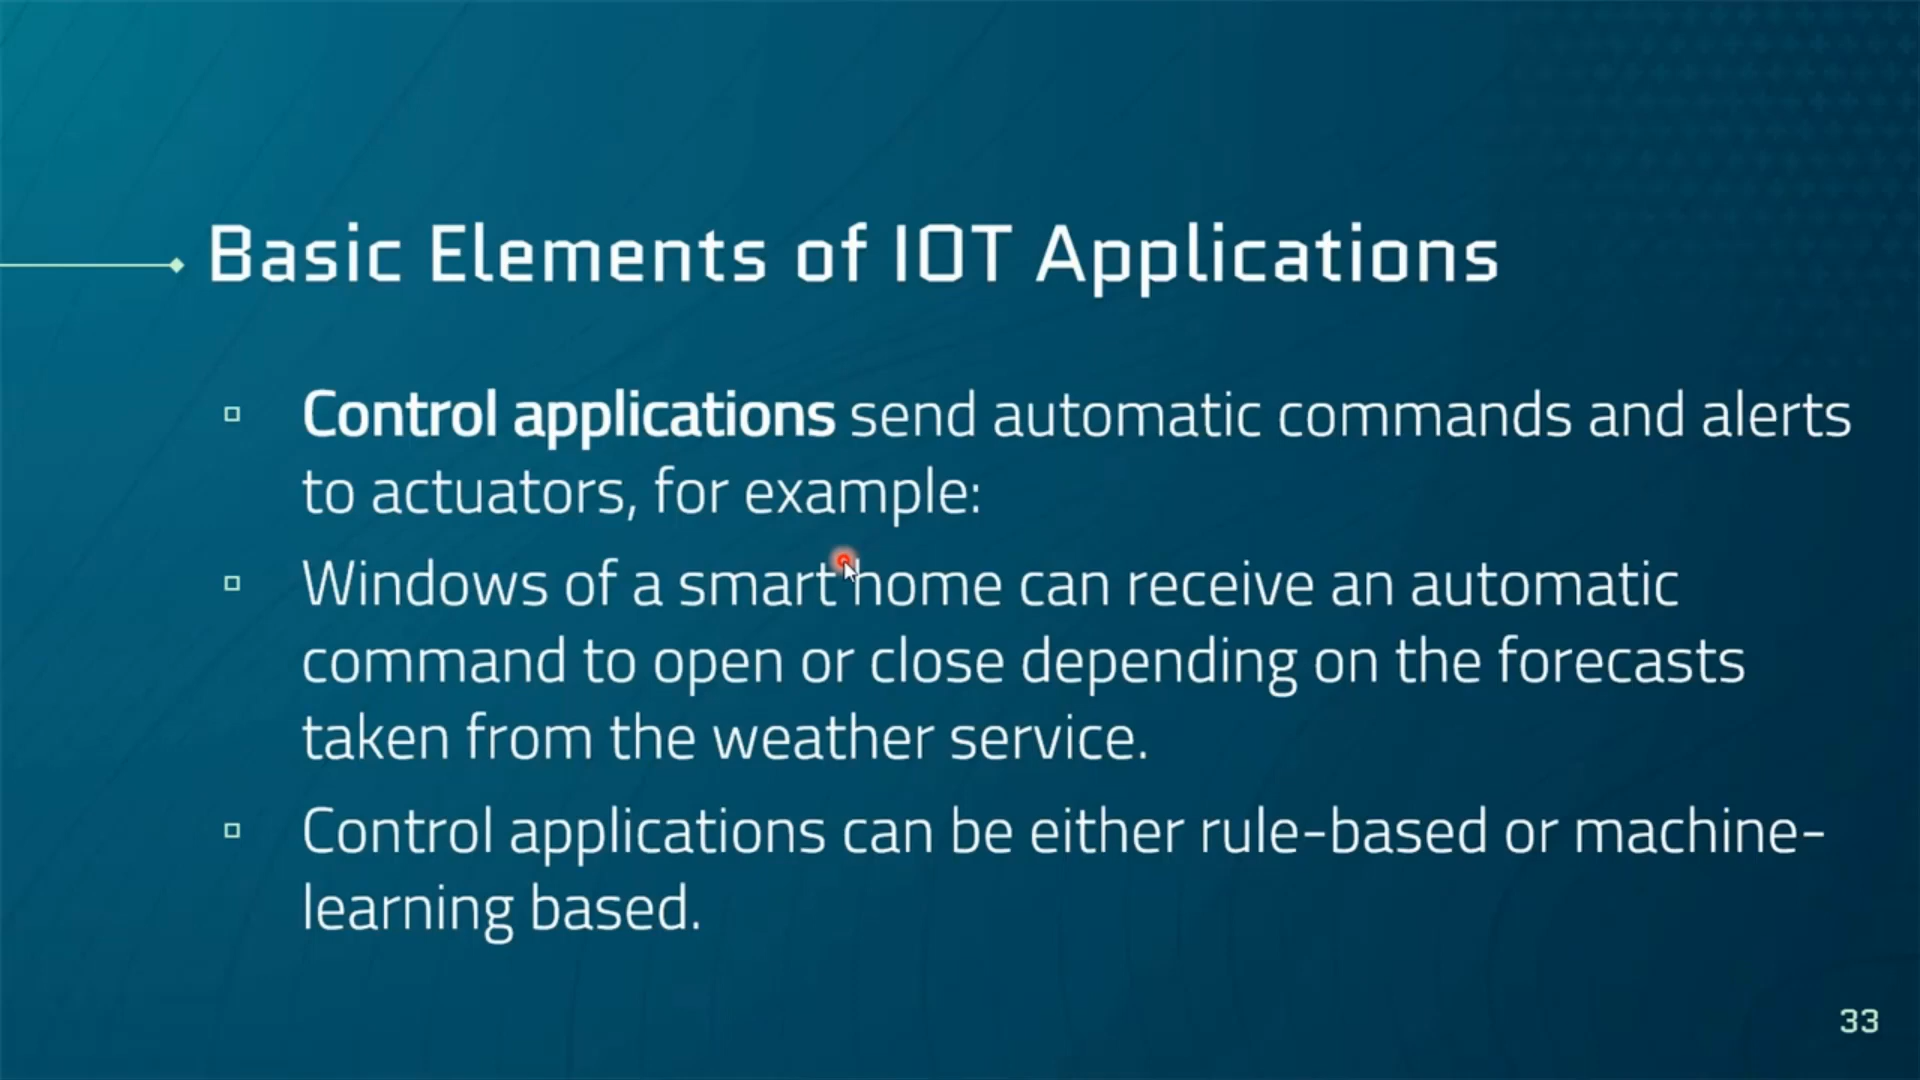 Basic Elements of IOT Applications
Control applications send automatic commands and alerts
to actuators, for example:
Windows of a smart home can receive an automatic
command to open or close depending on the forecasts
taken from the weather service.
Control applications can be either rule-based or machine-
learning based.
33